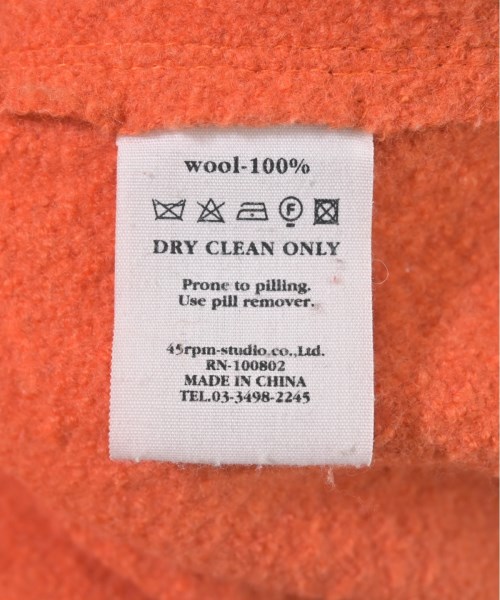 wool-100%
F
DRY CLEAN ONLY
Prone to pilling.
Use pill remover.
45rpm-studio.co.,Ltd.
RN-100802
MADE IN CHINA
TEL.03-3498-2245